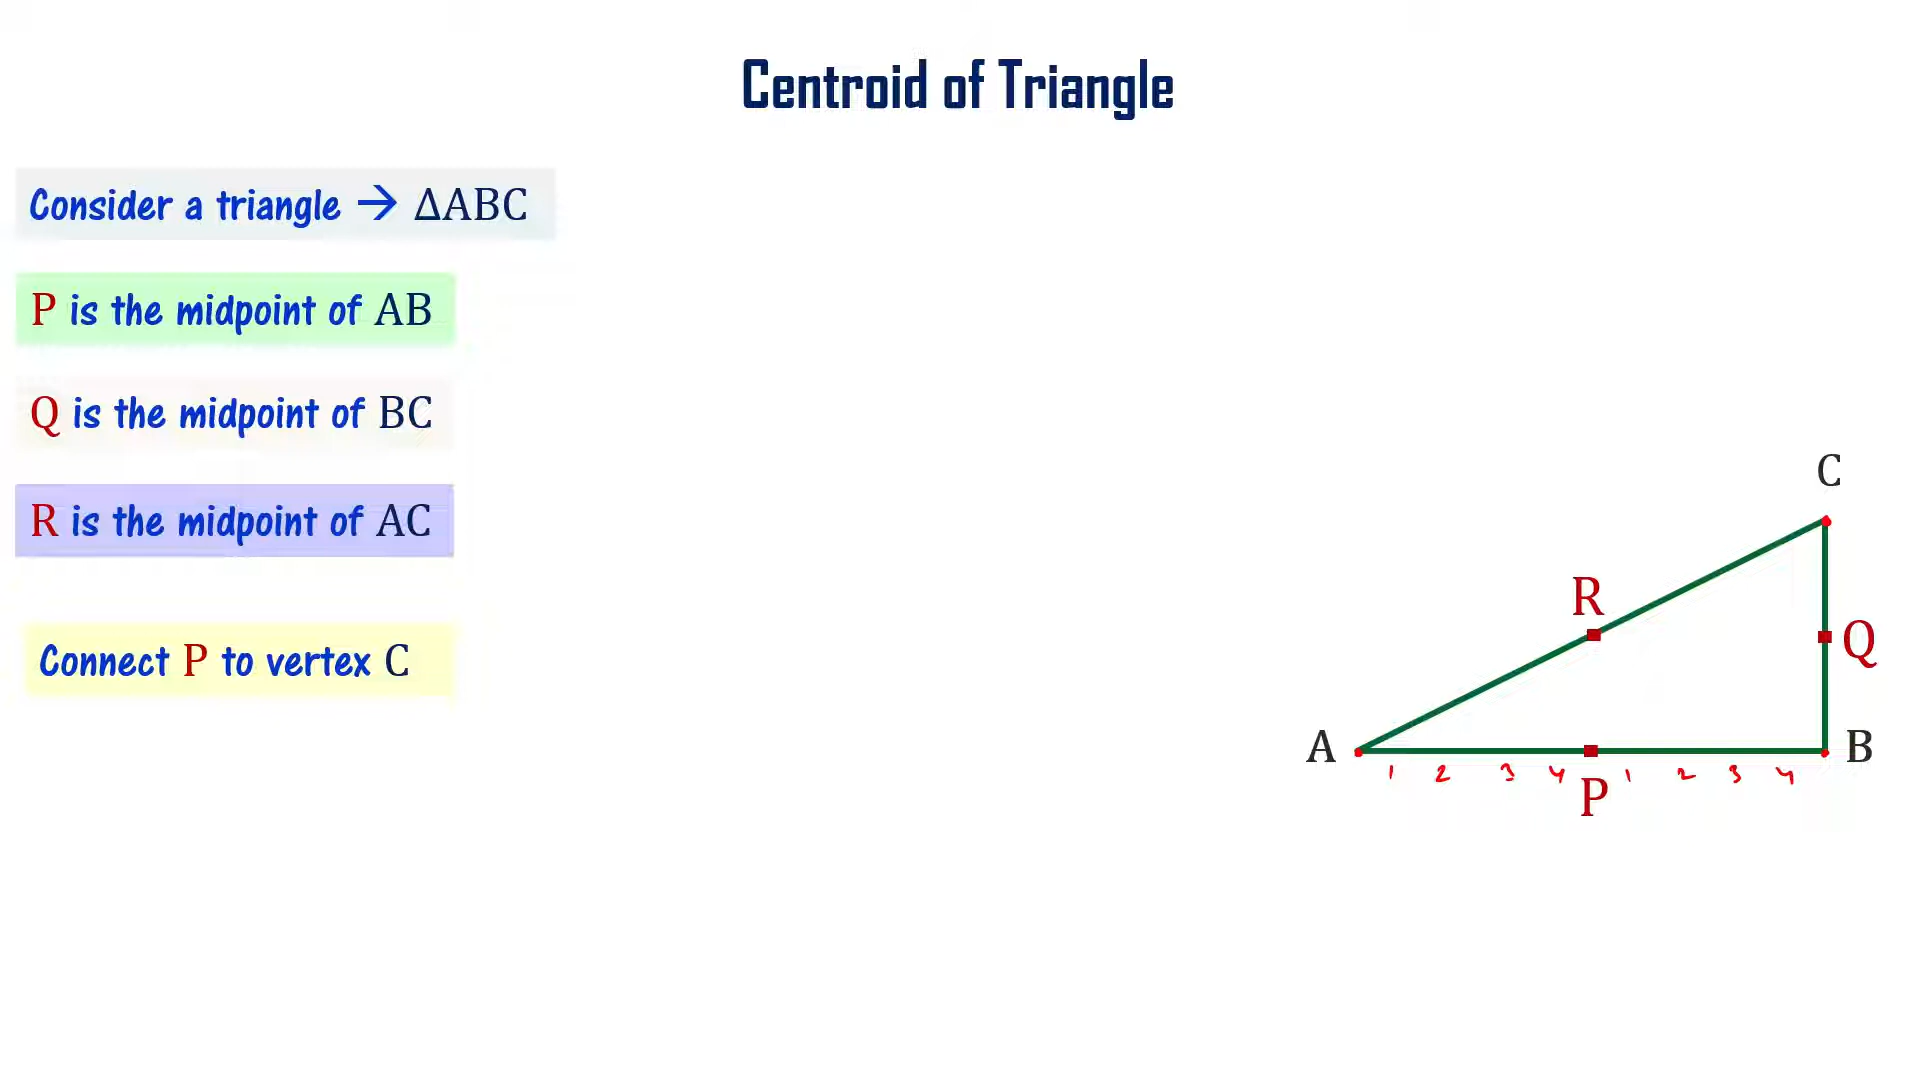 Centroid of Triangle
Consider a triangle → ΔABC
P is the midpoint of AB
Q is the midpoint of BC
R is the midpoint of AC
Connect P to vertex C
C
R
Q
A
B
1 2 3 4 1 2 3 4
P